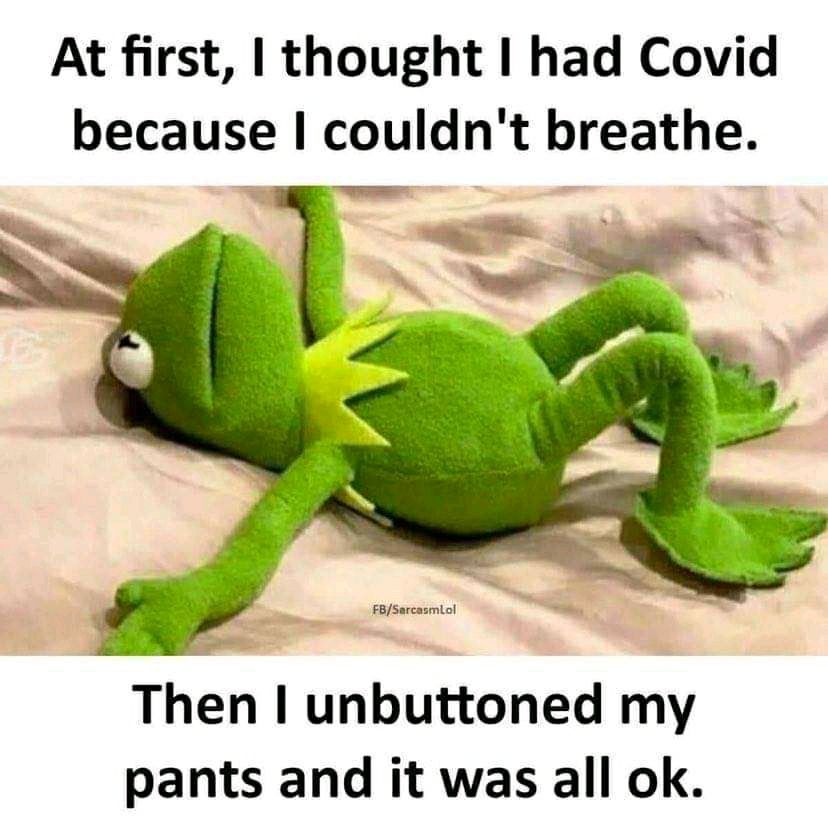 At first, I thought I had Covid
because I couldn't breathe.
FB/SarcasmLol
Then I unbuttoned my
pants and it was all ok.